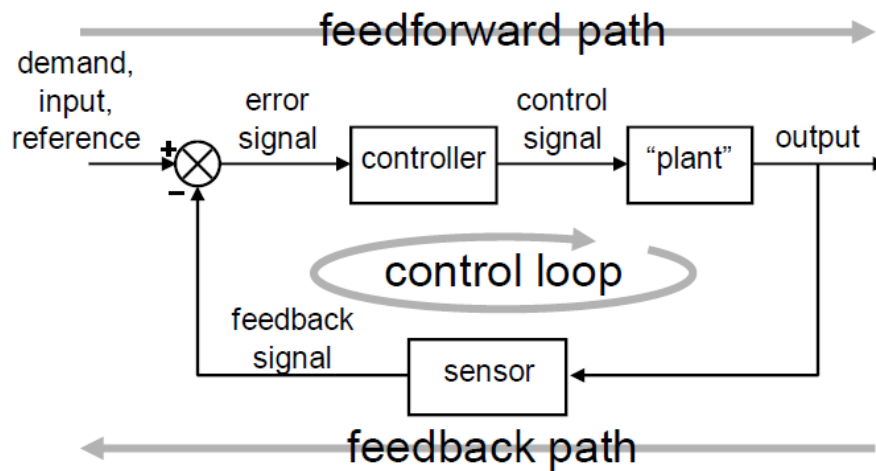 feedforward path
demand,
input,
reference
error
signal
control
signal
output
+
controller
“plant”
−
control loop
feedback
signal
sensor
feedback path